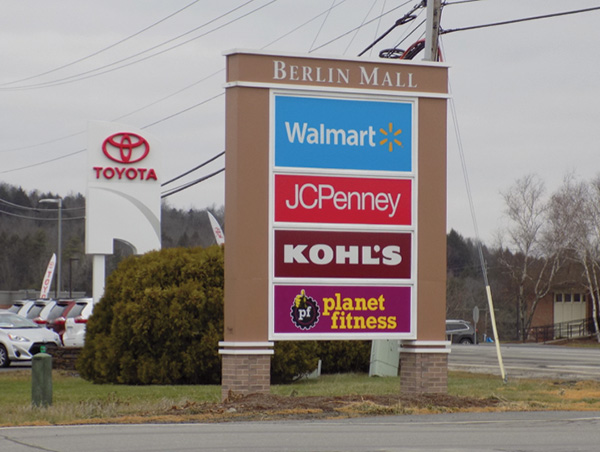 BERLIN MALL
Walmart
JCPenney
KOHL'S
pf planet
fitness
TOYOTA